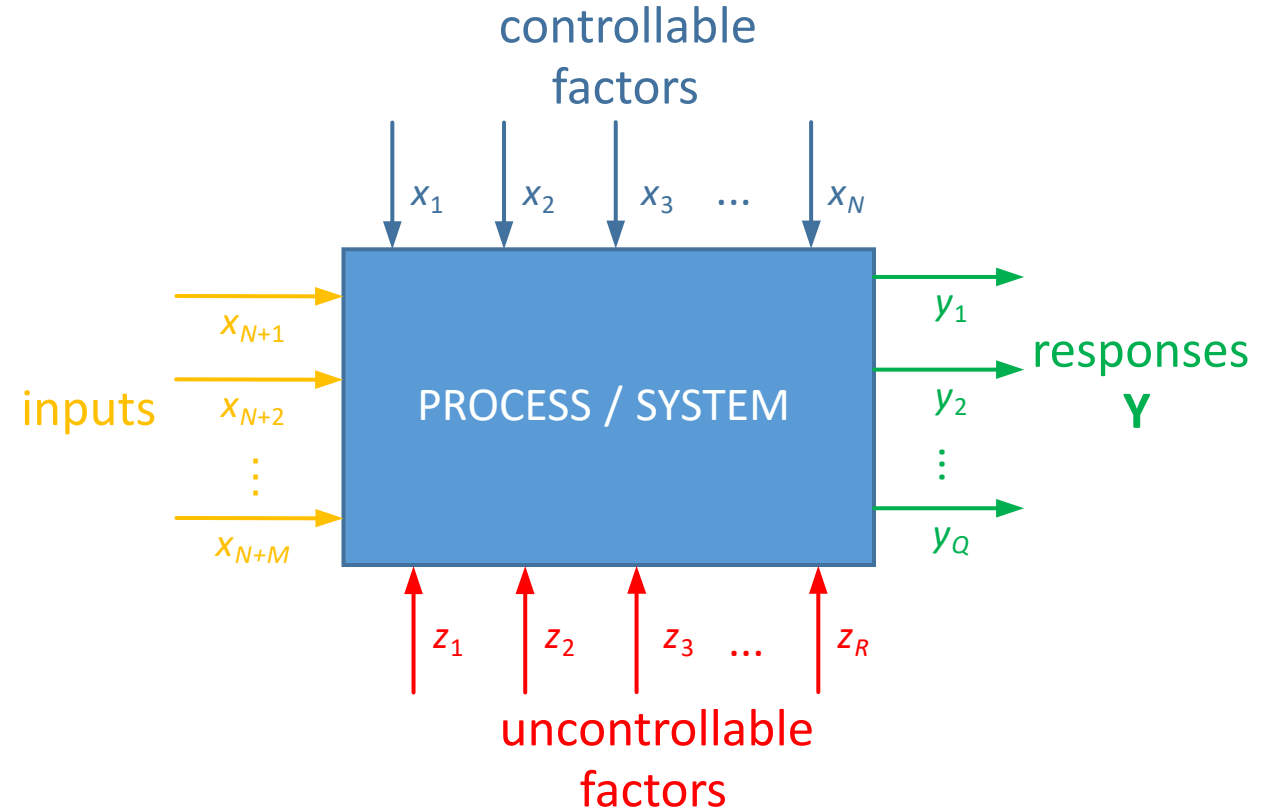 controllable
factors
x1 x2 x3 ... xN
xN+1
xN+2
⋮
xN+M
inputs
PROCESS / SYSTEM
y1
y2
⋮
yQ
responses
Y
z1 z2 z3 ... zR
uncontrollable
factors